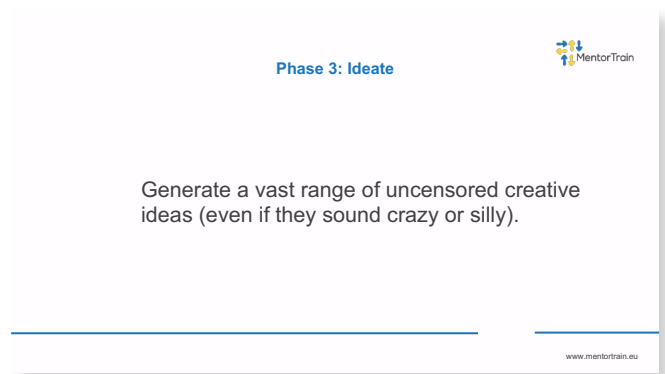 MentorTrain
Phase 3: Ideate
Generate a vast range of uncensored creative
ideas (even if they sound crazy or silly).
www.mentortrain.eu